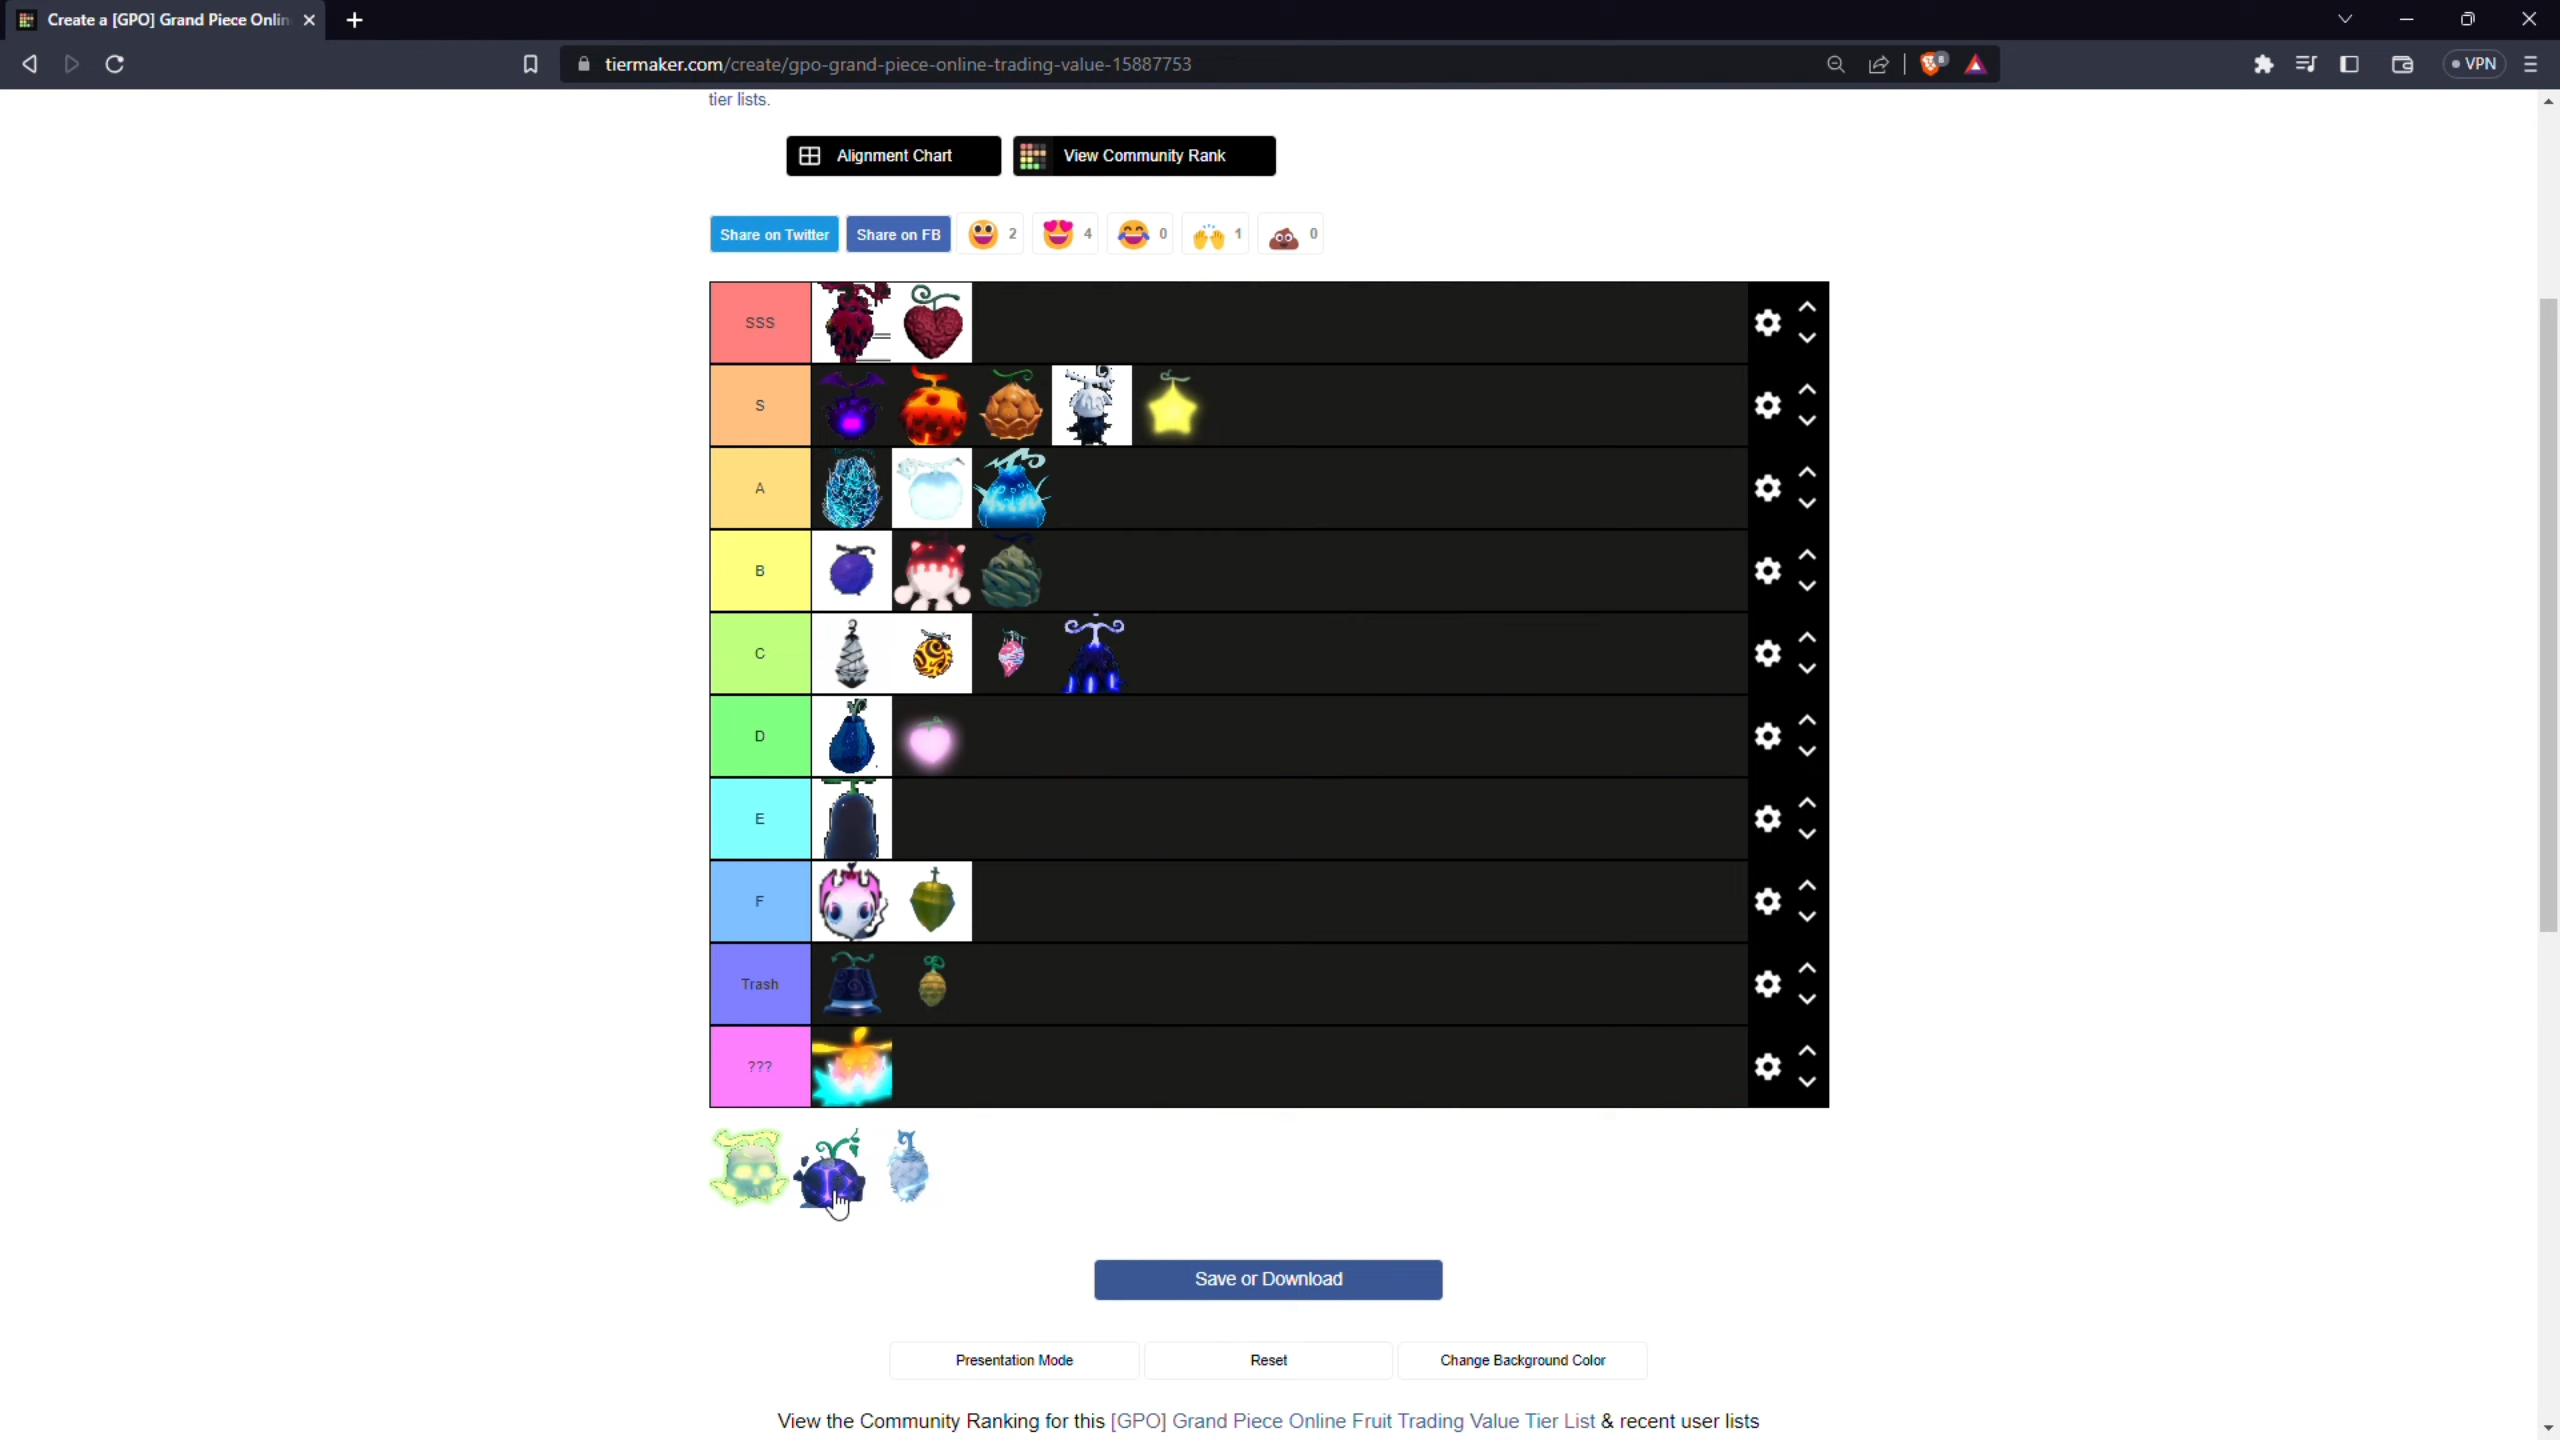 Create a [GPO] Grand Piece Onlin
tiermaker.com/create/gpo-grand-piece-online-trading-value-15887753
8
VPN
tier lists.
Alignment Chart
View Community Rank
Share on Twitter
Share on FB
2
4
0
1
0
SSS
S
A
B
C
D
E
F
Trash
???
Save or Download
Presentation Mode
Reset
Change Background Color
View the Community Ranking for this [GPO] Grand Piece Online Fruit Trading Value Tier List & recent user lists